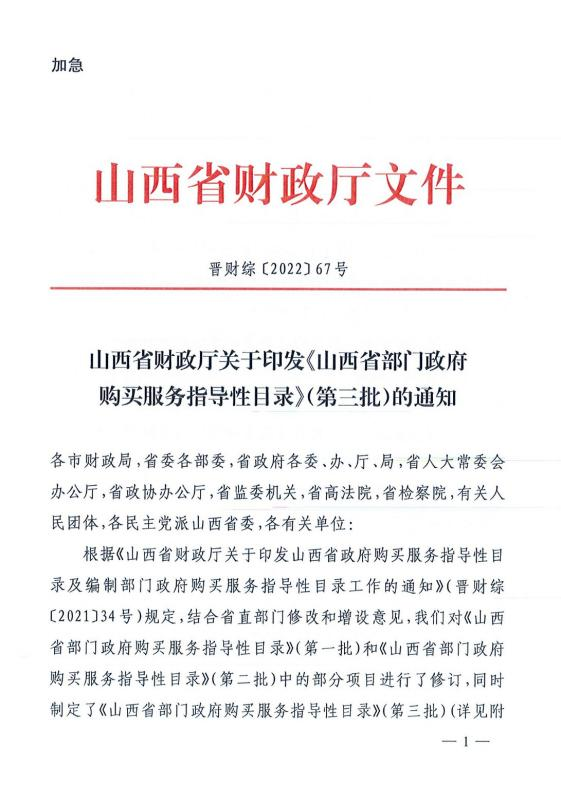 加急
山西省财政厅文件
晋财综〔2022〕67号
山西省财政厅关于印发《山西省部门政府
购买服务指导性目录》(第三批)的通知
各市财政局,省委各部委,省政府各委、办、厅、局,省人大常委会
办公厅,省政协办公厅,省监委机关,省高法院,省检察院,有关人
民团体,各民主党派山西省委,各有关单位:
根据《山西省财政厅关于印发山西省政府购买服务指导性目
录及编制部门政府购买服务指导性目录工作的通知》(晋财综
〔2021〕34号)规定,结合省直部门修改和增设意见,我们对《山西
省部门政府购买服务指导性目录》(第一批)和《山西省部门政府
购买服务指导性目录》(第二批)中的部分项目进行了修订,同时
制定了《山西省部门政府购买服务指导性目录》(第三批)(详见附
— 1 —